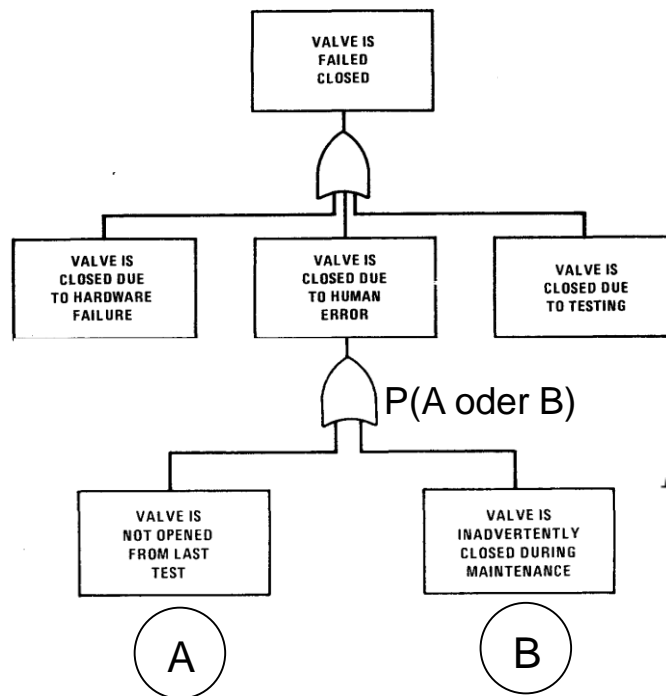 VALVE IS
FAILED
CLOSED
VALVE IS
CLOSED DUE
TO HARDWARE
FAILURE
VALVE IS
CLOSED DUE
TO HUMAN
ERROR
VALVE IS
CLOSED DUE
TO TESTING
P(A oder B)
VALVE IS
NOT OPENED
FROM LAST
TEST
VALVE IS
INADVERTENTLY
CLOSED DURING
MAINTENANCE
A
B